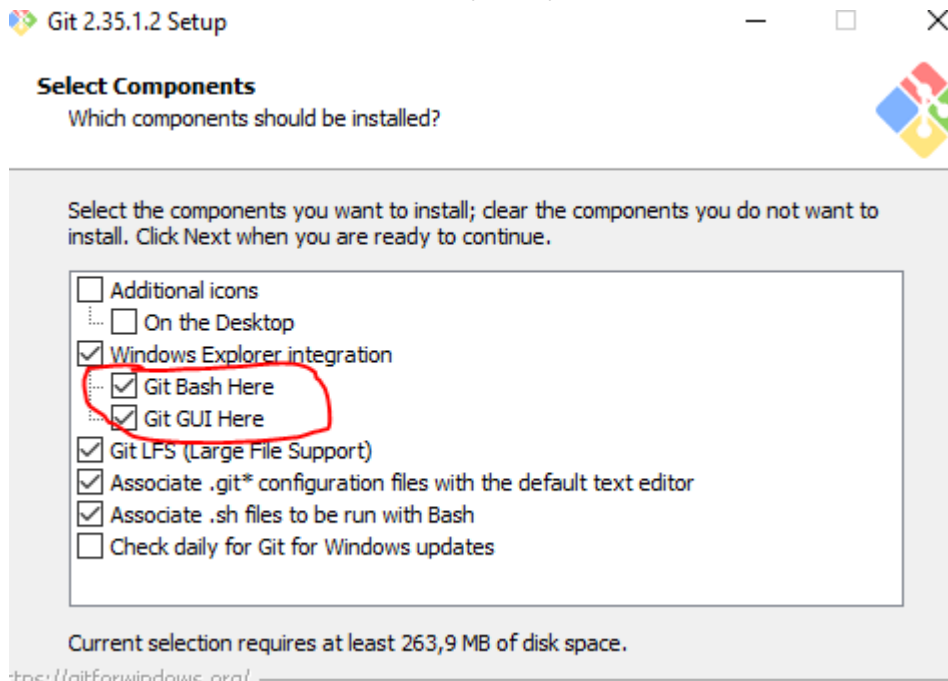 Git 2.35.1.2 Setup
Select Components
Which components should be installed?
Select the components you want to install; clear the components you do not want to
install. Click Next when you are ready to continue.
Additional icons
On the Desktop
Windows Explorer integration
Git Bash Here
Git GUI Here
Git LFS (Large File Support)
Associate .git* configuration files with the default text editor
Associate .sh files to be run with Bash
Check daily for Git for Windows updates
Current selection requires at least 263,9 MB of disk space.
ttps://gitforwindows.org/